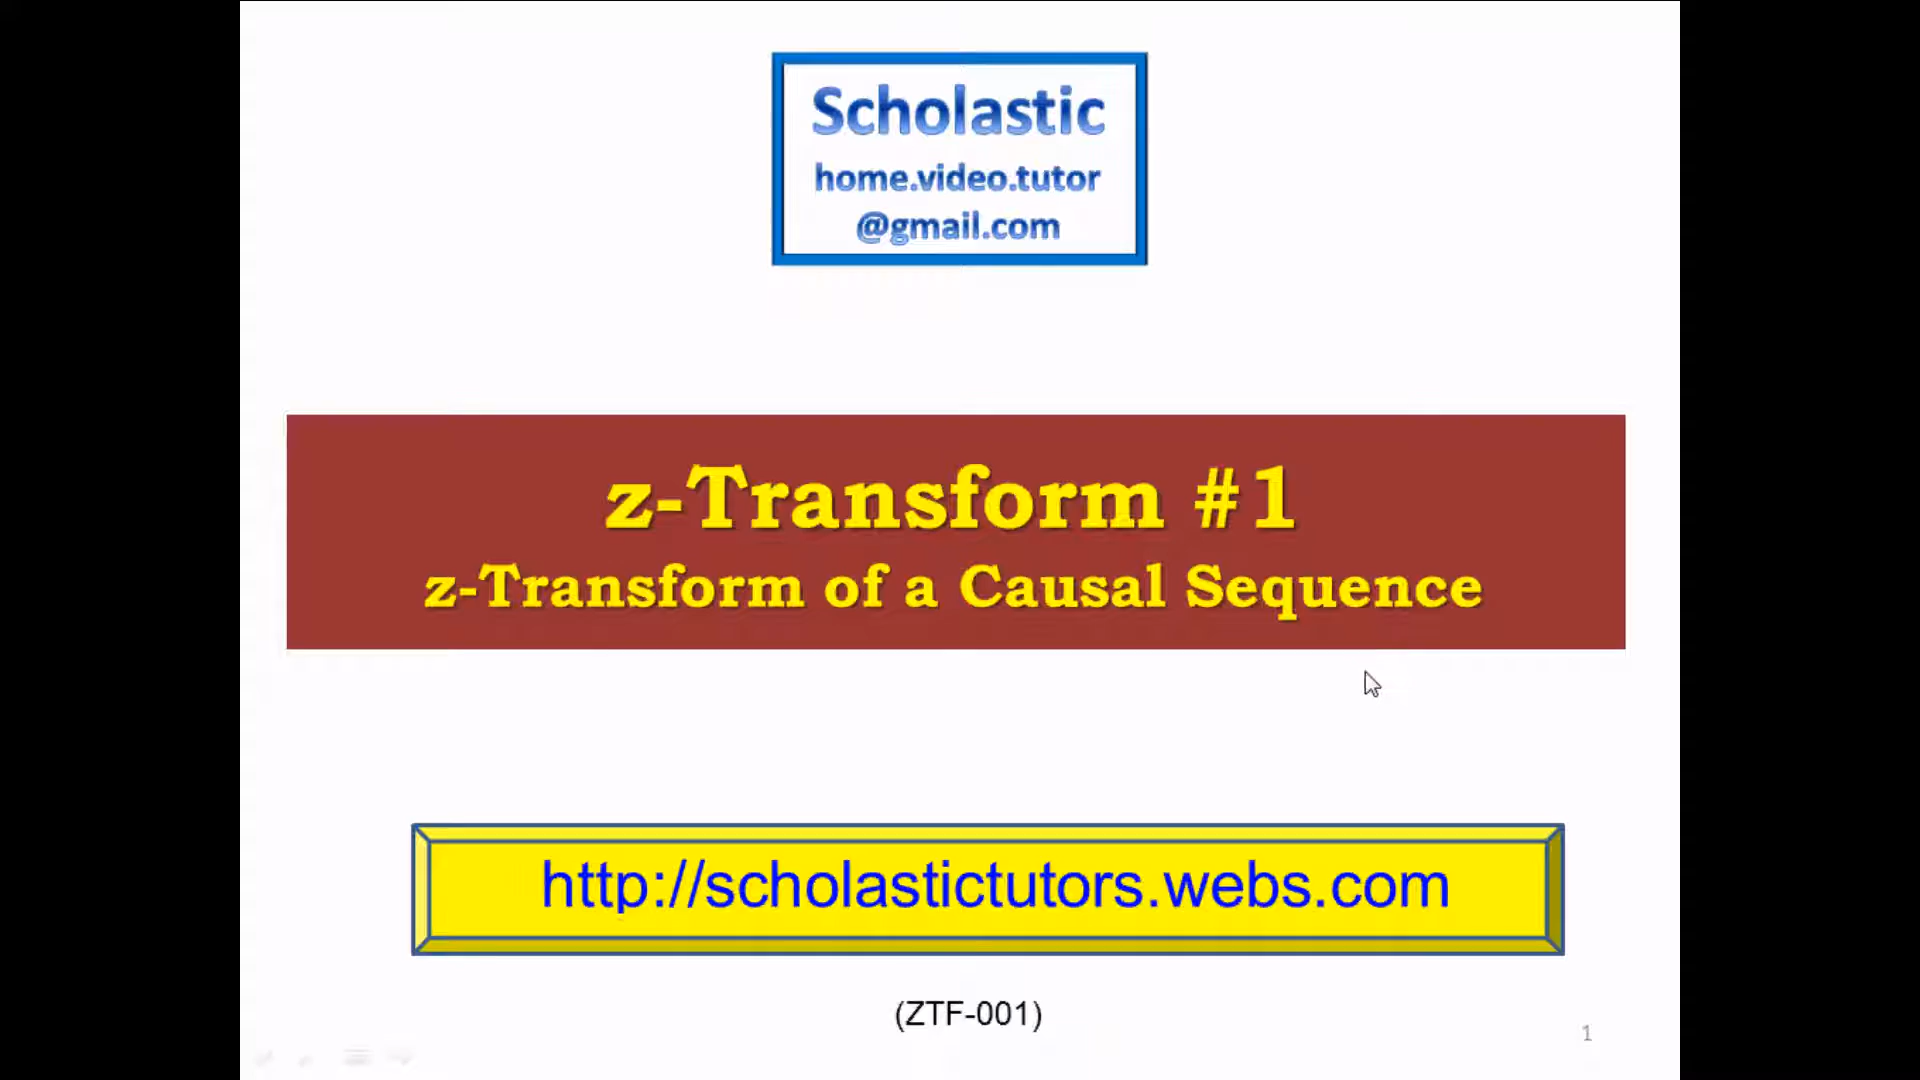 Scholastic
home.video.tutor
@gmail.com
z-Transform #1
z-Transform of a Causal Sequence
http://scholastictutors.webs.com
(ZTF-001)
1